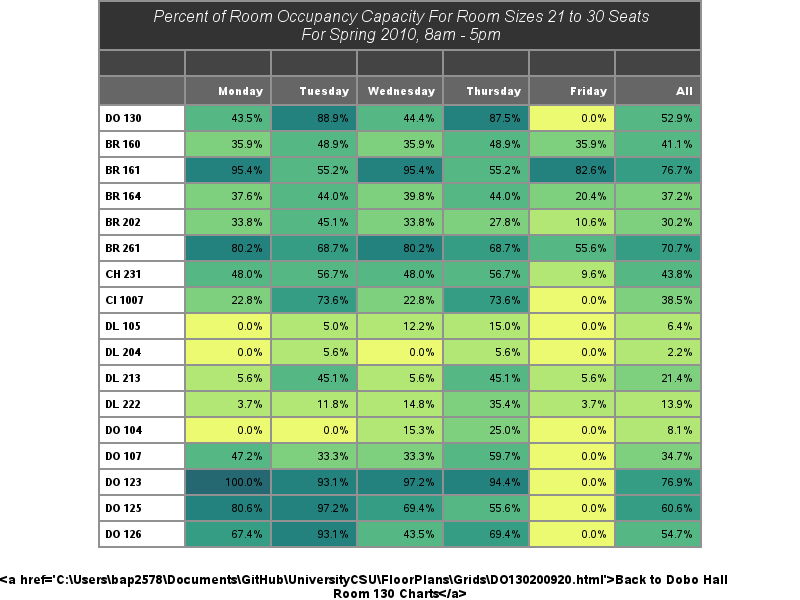 Percent of Room Occupancy Capacity For Room Sizes 21 to 30 Seats
For Spring 2010, 8am - 5pm
Monday Tuesday Wednesday Thursday Friday All
DO 130 43.5% 88.9% 44.4% 87.5% 0.0% 52.9%
BR 160 35.9% 48.9% 35.9% 48.9% 35.9% 41.1%
BR 161 95.4% 55.2% 95.4% 55.2% 82.6% 76.7%
BR 164 37.6% 44.0% 39.8% 44.0% 20.4% 37.2%
BR 202 33.8% 45.1% 33.8% 27.8% 10.6% 30.2%
BR 261 80.2% 68.7% 80.2% 68.7% 55.6% 70.7%
CH 231 48.0% 56.7% 48.0% 56.7% 9.6% 43.8%
CI 1007 22.8% 73.6% 22.8% 73.6% 0.0% 38.5%
DL 105 0.0% 5.0% 12.2% 15.0% 0.0% 6.4%
DL 204 0.0% 5.6% 0.0% 5.6% 0.0% 2.2%
DL 213 5.6% 45.1% 5.6% 45.1% 5.6% 21.4%
DL 222 3.7% 11.8% 14.8% 35.4% 3.7% 13.9%
DO 104 0.0% 0.0% 15.3% 25.0% 0.0% 8.1%
DO 107 47.2% 33.3% 33.3% 59.7% 0.0% 34.7%
DO 123 100.0% 93.1% 97.2% 94.4% 0.0% 76.9%
DO 125 80.6% 97.2% 69.4% 55.6% 0.0% 60.6%
DO 126 67.4% 93.1% 43.5% 69.4% 0.0% 54.7%
<a href='C:\Users\bap2578\Documents\GitHub\UniversityCSU\FloorPlans\Grids\DO130200920.html'>Back to Dobo Hall
Room 130 Charts</a>